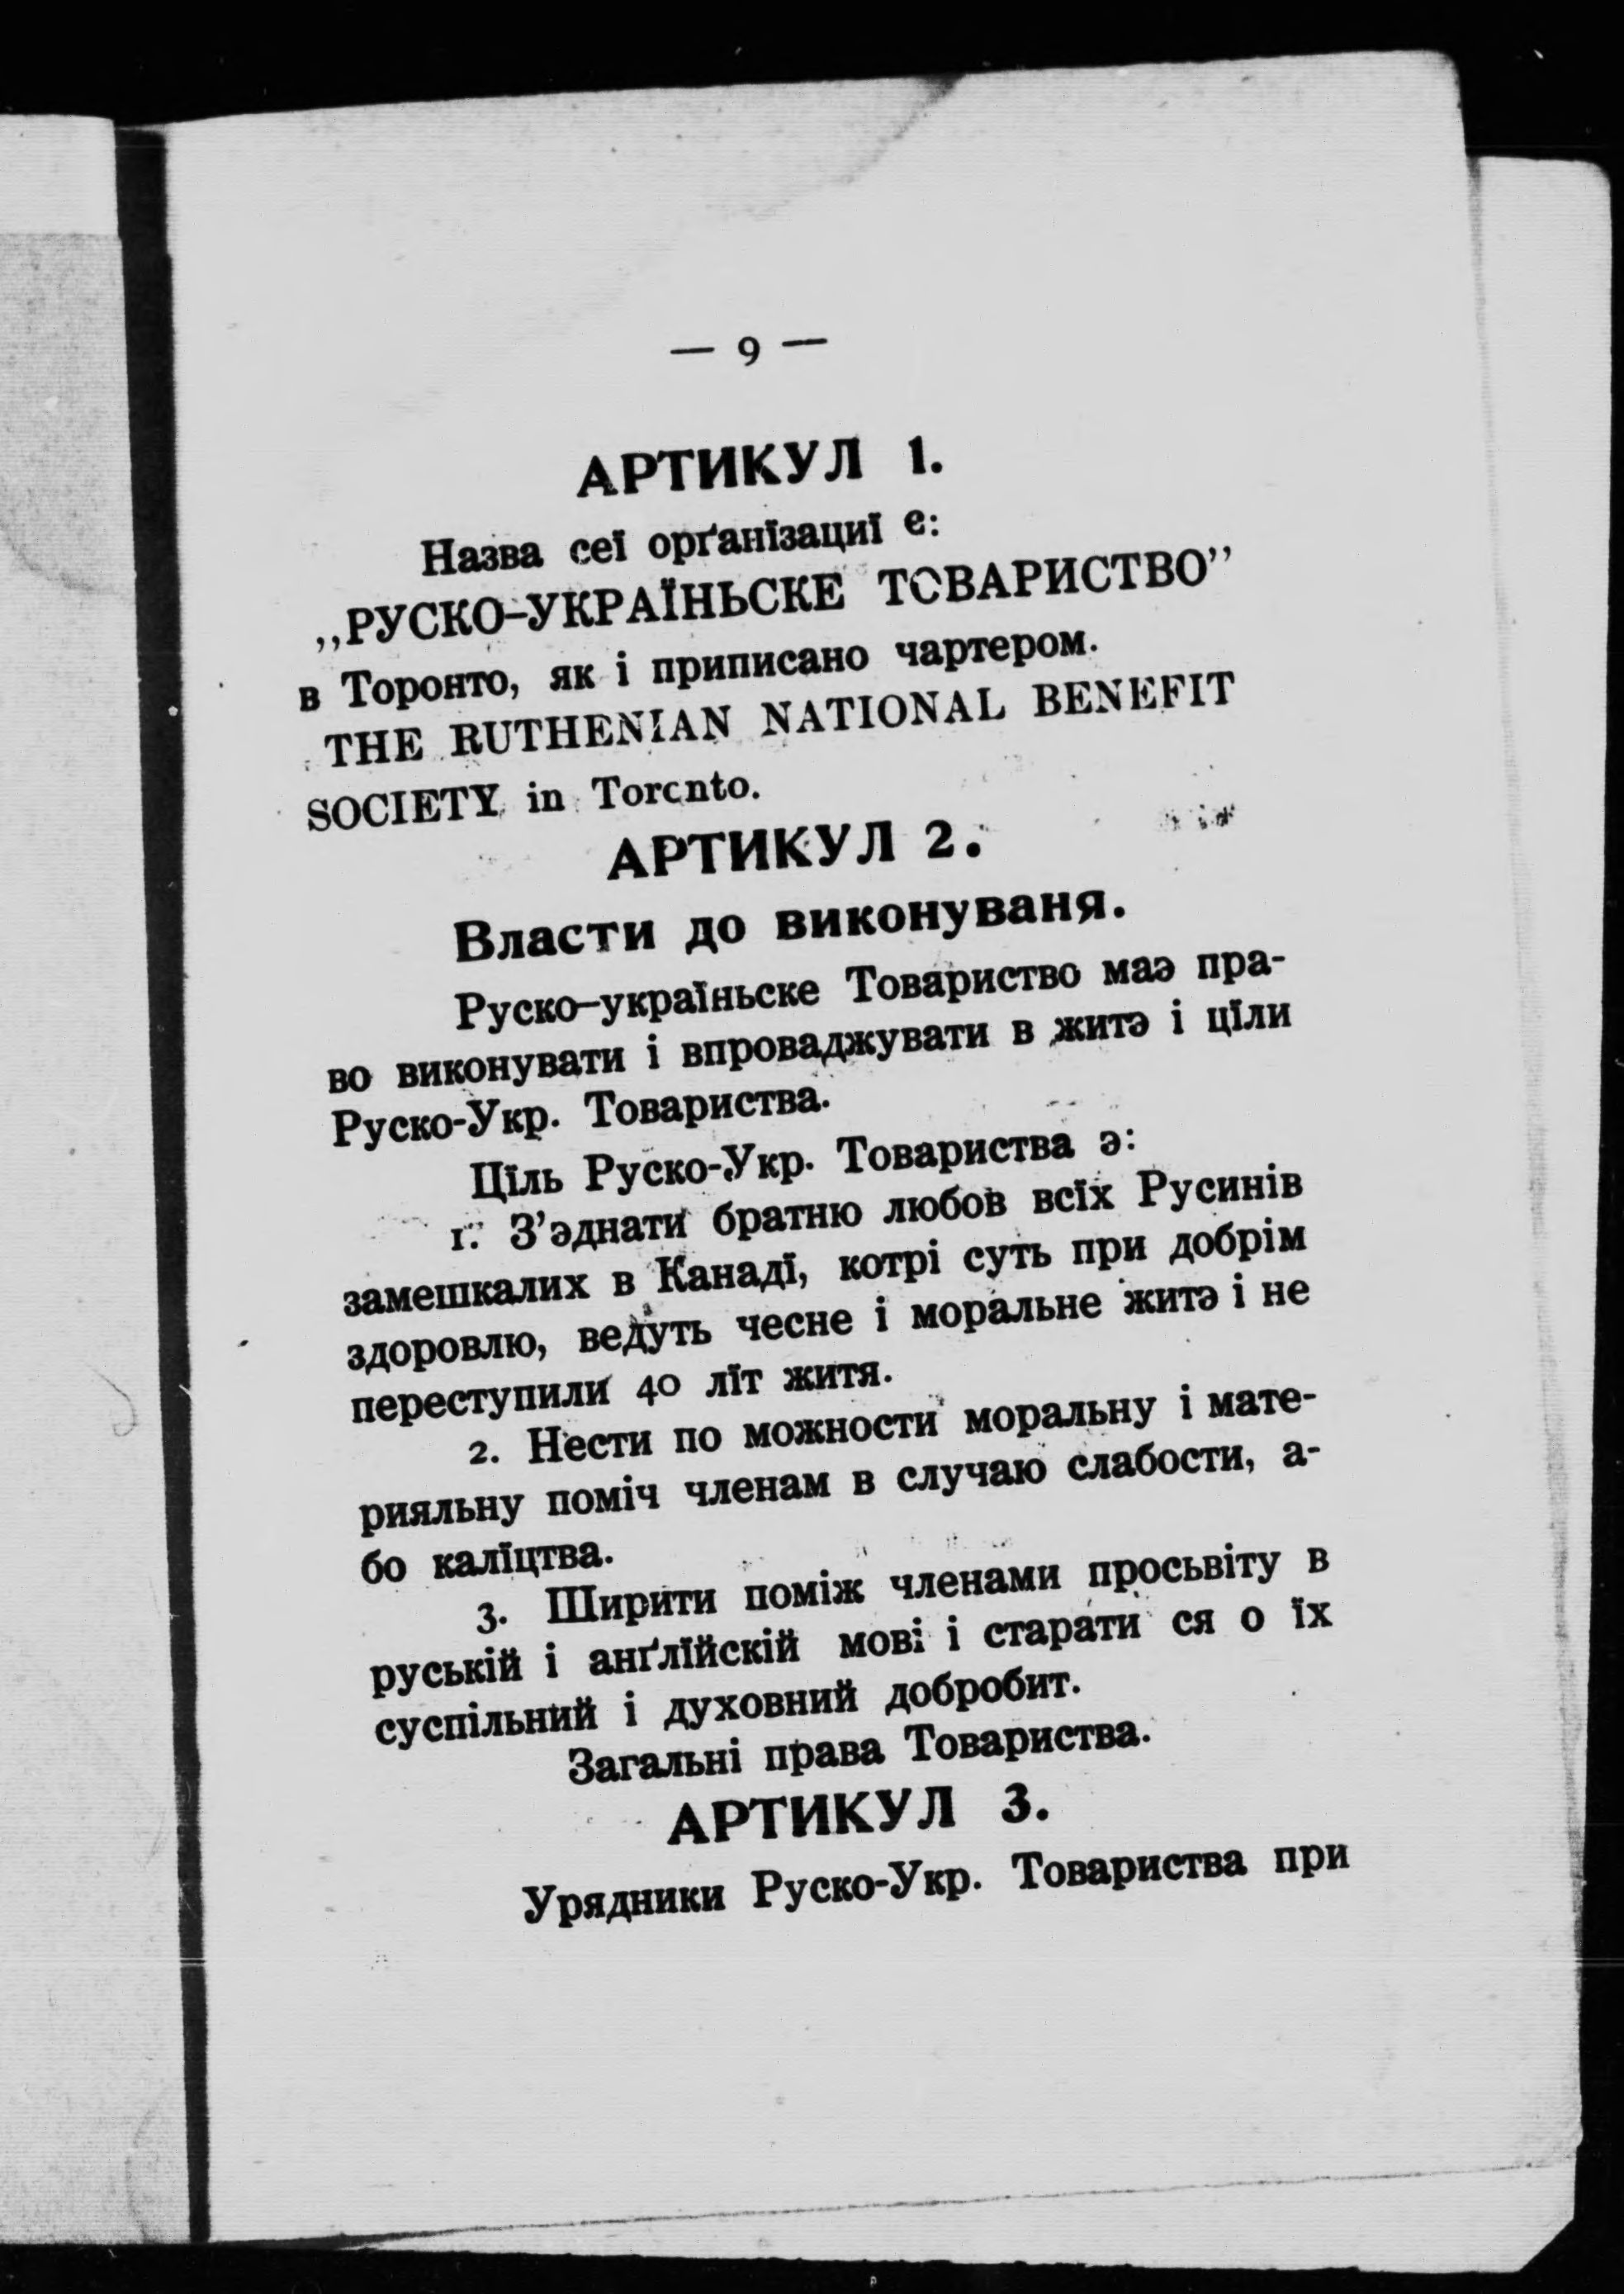 — 9 —
АРТИКУЛ 1.
Назва сеї орґанїзациї є:
„РУСКО-УКРАЇНЬСКЕ ТОВАРИСТВО”
в Торонто, як і приписано чартером.
THE RUTHENIAN NATIONAL BENEFIT
SOCIETY in Toronto.
АРТИКУЛ 2.
Власти до виконуваня.
Руско-україньске Товариство маэ пра-
во виконувати і впроваджувати в житэ і цїли
Руско-Укр. Товариства.
Цїль Руско-Укр. Товариства э:
1. З’эднати братню любов всїх Русинів
замешкалих в Канадї, котрі суть при добрім
здоровлю, ведуть чесне і моральне житэ і не
переступили 40 лїт житя.
2. Нести по можности моральну і мате-
рияльну поміч членам в случаю слабости, а-
бо калїцтва.
3. Ширити поміж членами просьвіту в
руській і анґлїйскій мові і старати ся о їх
суспільний і духовний добробит.
Загальні права Товариства.
АРТИКУЛ 3.
Урядники Руско-Укр. Товариства при